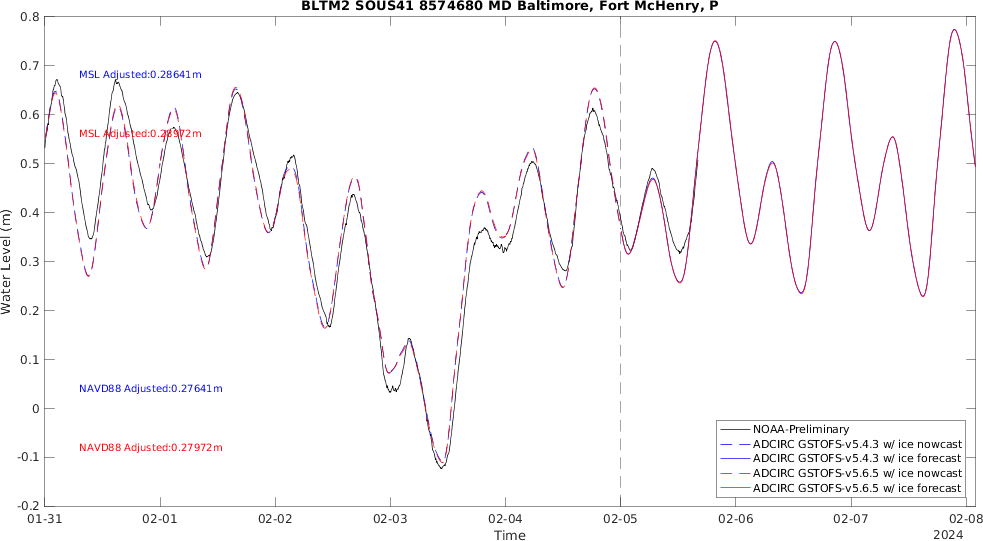 BLTM2 SOUS41 8574680 MD Baltimore, Fort McHenry, P
0.8
0.7
0.6
0.5
0.4
0.3
0.2
0.1
0
-0.1
-0.2
Water Level (m)
MSL Adjusted:0.28641m
MSL Adjusted:0.28972m
NAVD88 Adjusted:0.27641m
NAVD88 Adjusted:0.27972m
NOAA-Preliminary
ADCIRC GSTOFS-v5.4.3 w/ ice nowcast
ADCIRC GSTOFS-v5.4.3 w/ ice forecast
ADCIRC GSTOFS-v5.6.5 w/ ice nowcast
ADCIRC GSTOFS-v5.6.5 w/ ice forecast
01-31 02-01 02-02 02-03 02-04 02-05 02-06 02-07 02-08
Time
2024